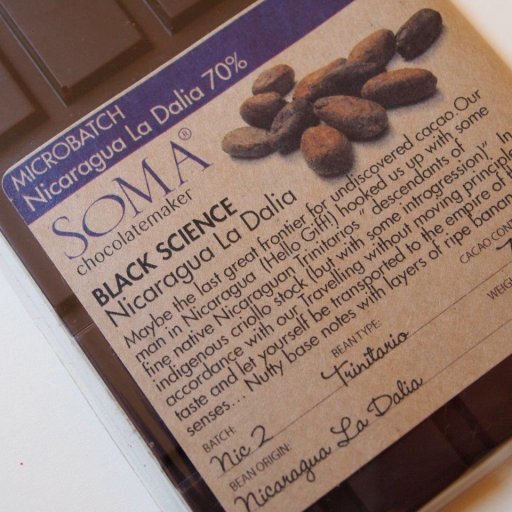 MICROBATCH
Nicaragua La Dalia 70%
SOMA®
chocolatemaker
BLACK SCIENCE
Nicaragua La Dalia
Maybe the last great frontier for undiscovered cacao. Our
man in Nicaragua (Hello Giff) hooked us up with some
fine native Nicaraguan Trinitarios "descendants of
indigenous criollo stock (but with some introgression)" In
accordance with our Travelling without moving principle
taste and let yourself be transported to the empire of the
senses... Nutty base notes with layers of ripe banan
BEAN TYPE:
CACAO CON
Trinitario
WEIGH
BATCH:
Nic 2
BEAN ORIGIN:
Nicaragua La Dalia